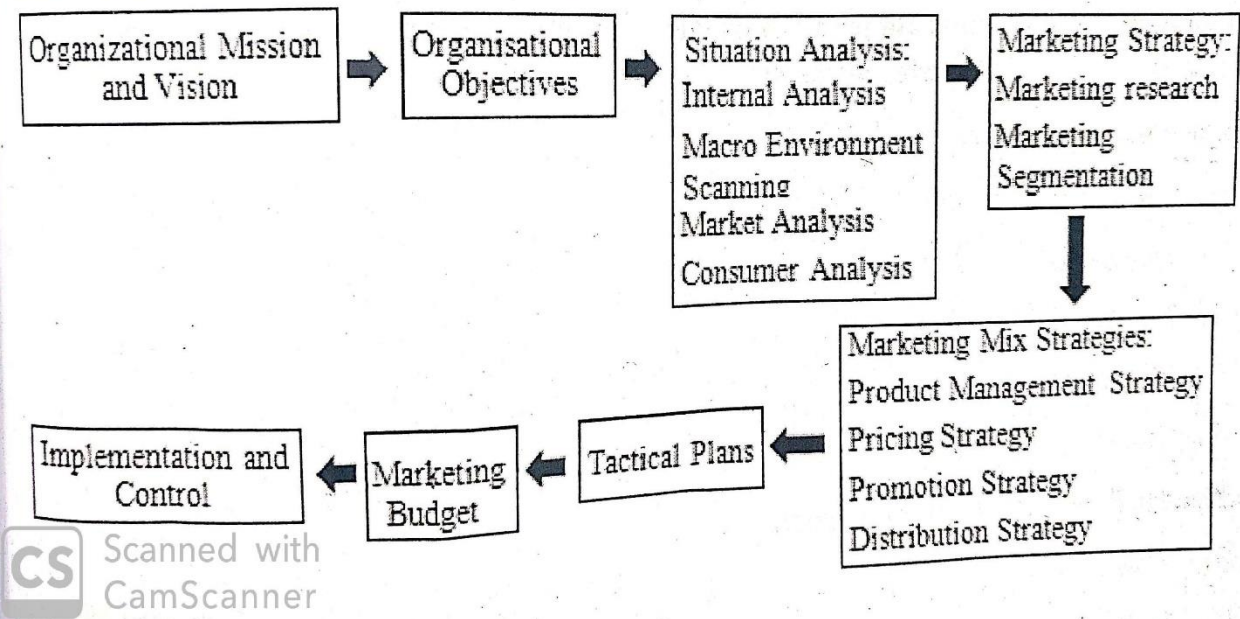 Organizational Mission
and Vision
Organisational
Objectives
Situation Analysis:
Internal Analysis
Macro Environment
Scanning
Market Analysis
Consumer Analysis
Marketing Strategy:
Marketing research
Marketing
Segmentation
Marketing Mix Strategies:
Product Management Strategy
Pricing Strategy
Promotion Strategy
Distribution Strategy
Tactical Plans
Marketing
Budget
Implementation and
Control
CS
Scanned with
CamScanner